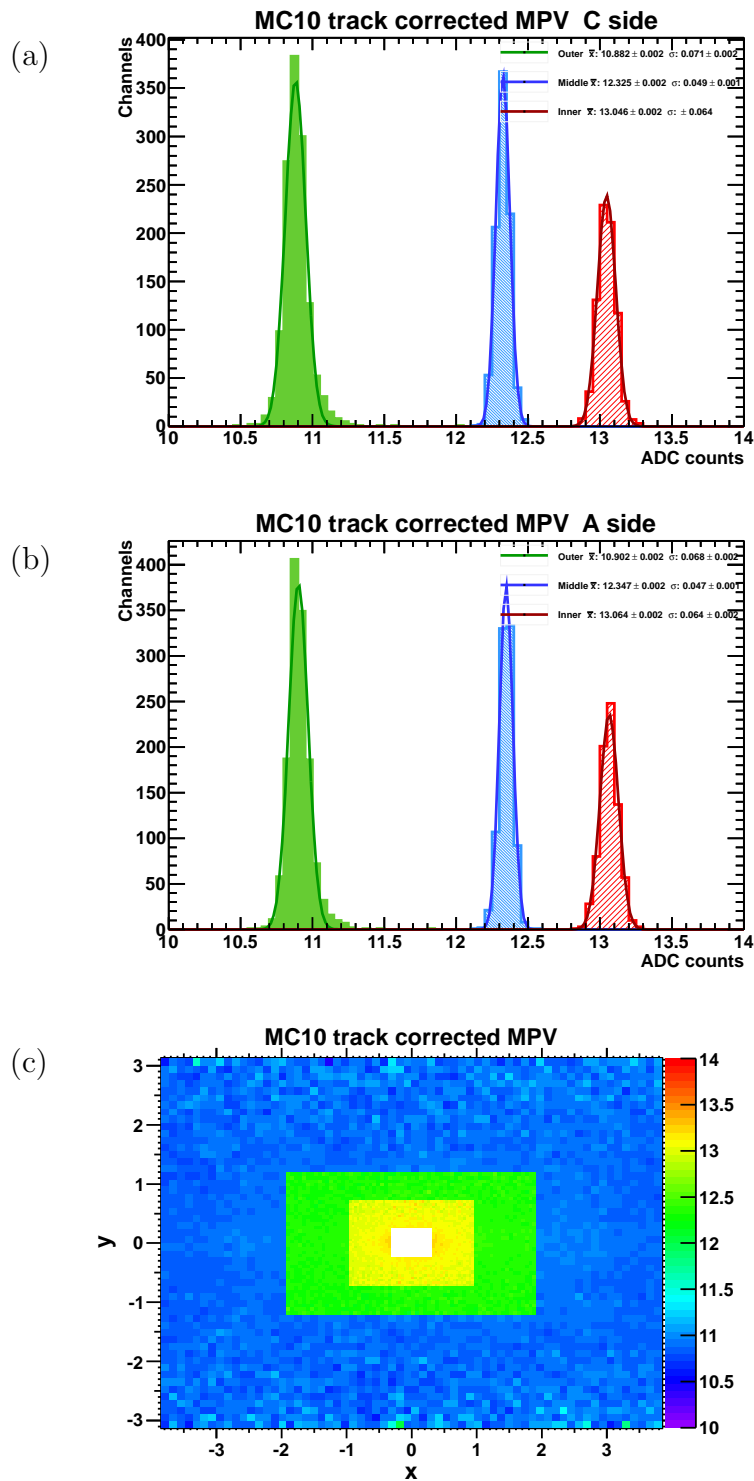 (a)
MC10 track corrected MPV C side
Channels
400
350
300
250
200
150
100
50
0
Outer x̄: 10.882 ± 0.002 σ: 0.071 ± 0.002
Middle x̄: 12.325 ± 0.002 σ: 0.049 ± 0.001
Inner x̄: 13.046 ± 0.002 σ: ± 0.064
10 10.5 11 11.5 12 12.5 13 13.5 14
ADC counts
(b)
MC10 track corrected MPV A side
Channels
400
350
300
250
200
150
100
50
0
Outer x̄: 10.902 ± 0.002 σ: 0.068 ± 0.002
Middle x̄: 12.347 ± 0.002 σ: 0.047 ± 0.001
Inner x̄: 13.064 ± 0.002 σ: 0.064 ± 0.002
10 10.5 11 11.5 12 12.5 13 13.5 14
ADC counts
(c)
MC10 track corrected MPV
y
3
2
1
0
-1
-2
-3
-3 -2 -1 0 1 2 3
x
14
13.5
13
12.5
12
11.5
11
10.5
10